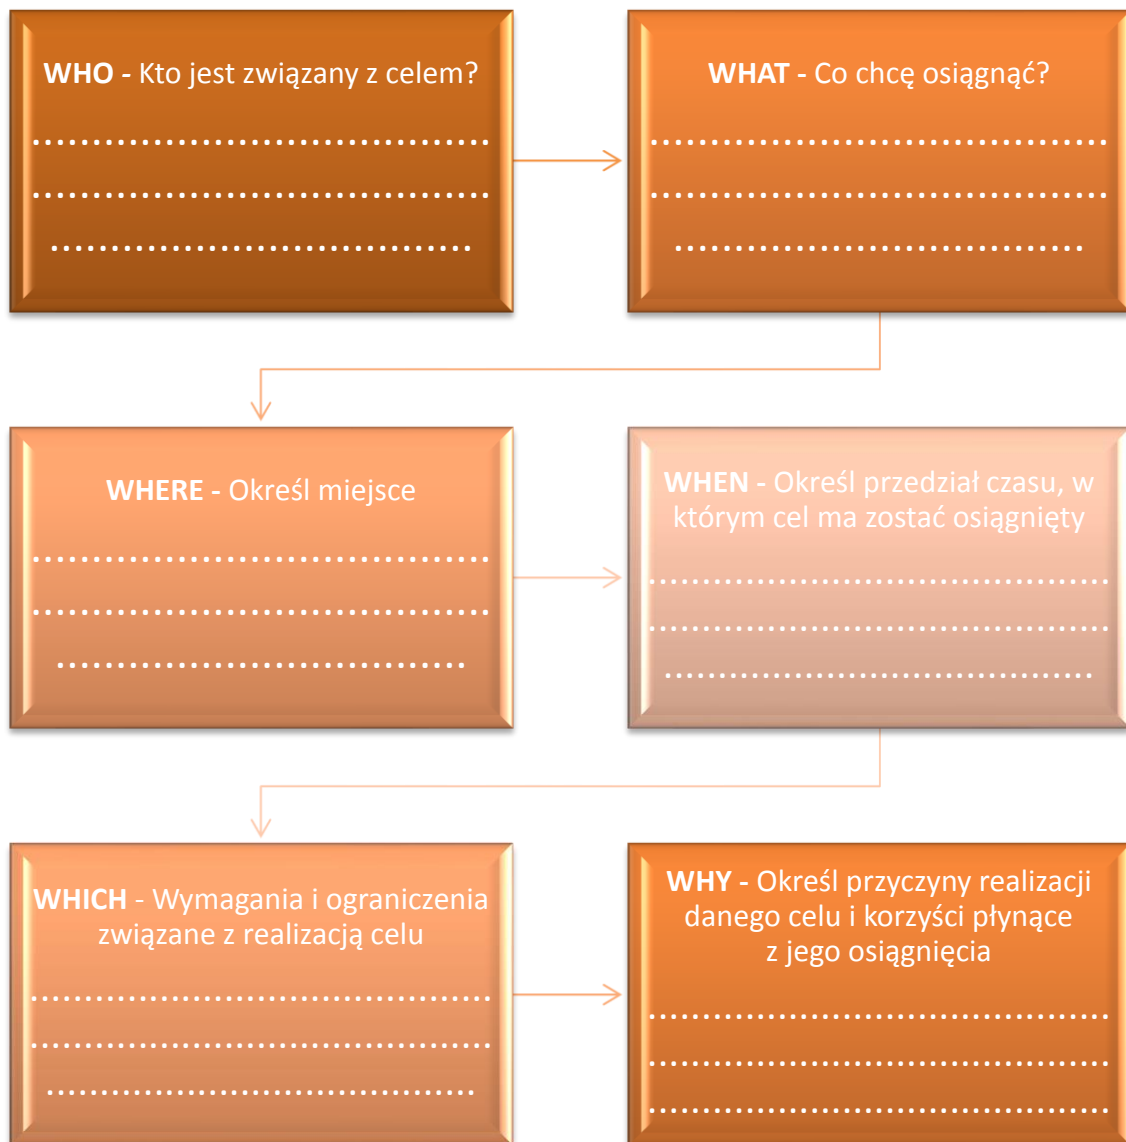 WHO - Kto jest związany z celem?
......................................
......................................
...................................
WHAT - Co chcę osiągnąć?
......................................
......................................
..................................
WHERE - Określ miejsce
......................................
......................................
..................................
WHEN - Określ przedział czasu, w
którym cel ma zostać osiągnięty
.......................................
.......................................
....................................
WHICH - Wymagania i ograniczenia
związane z realizacją celu
.......................................
.......................................
....................................
WHY - Określ przyczyny realizacji
danego celu i korzyści płynące
z jego osiągnięcia
.......................................
.......................................
.......................................